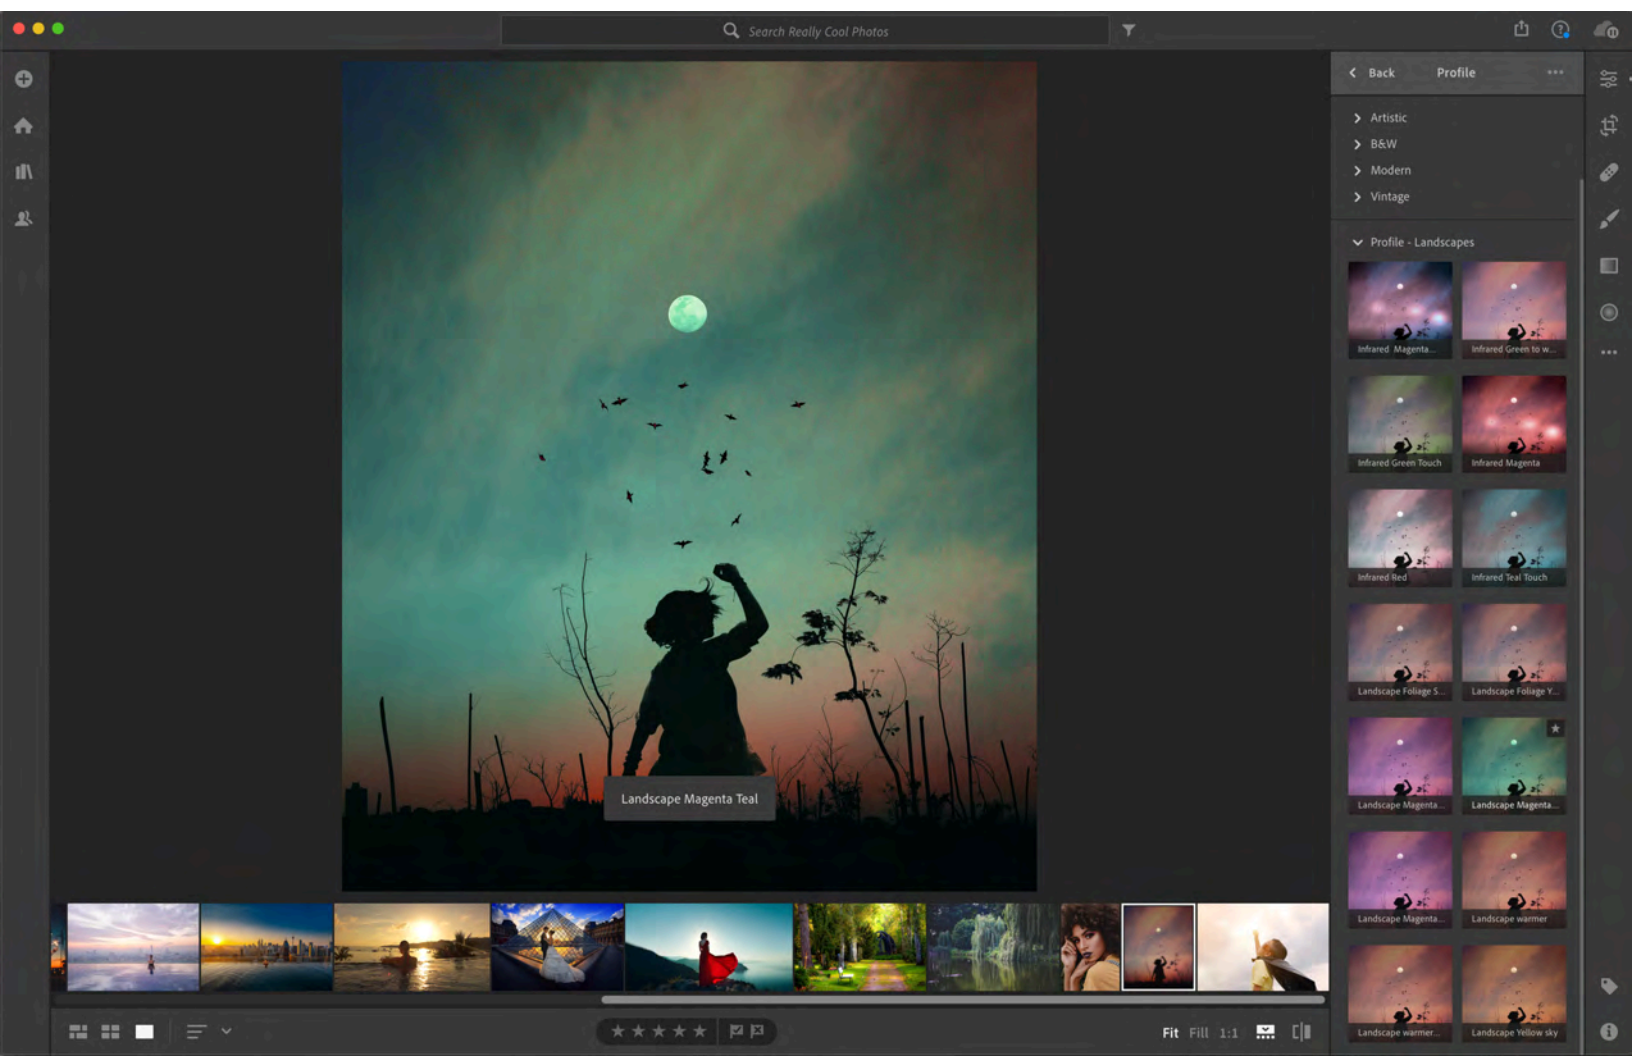 Search Really Cool Photos
Back
Profile
Artistic
B&W
Modern
Vintage
Profile - Landscapes
Infrared Magenta...
Infrared Green to w...
Infrared Green Touch
Infrared Magenta
Infrared Red
Infrared Teal Touch
Landscape Foliage S...
Landscape Foliage Y...
Landscape Magenta...
Landscape Magenta...
Landscape Magenta Teal
Landscape Magenta...
Landscape warmer
Landscape warmer...
Landscape Yellow sky
Fit
Fill
1:1